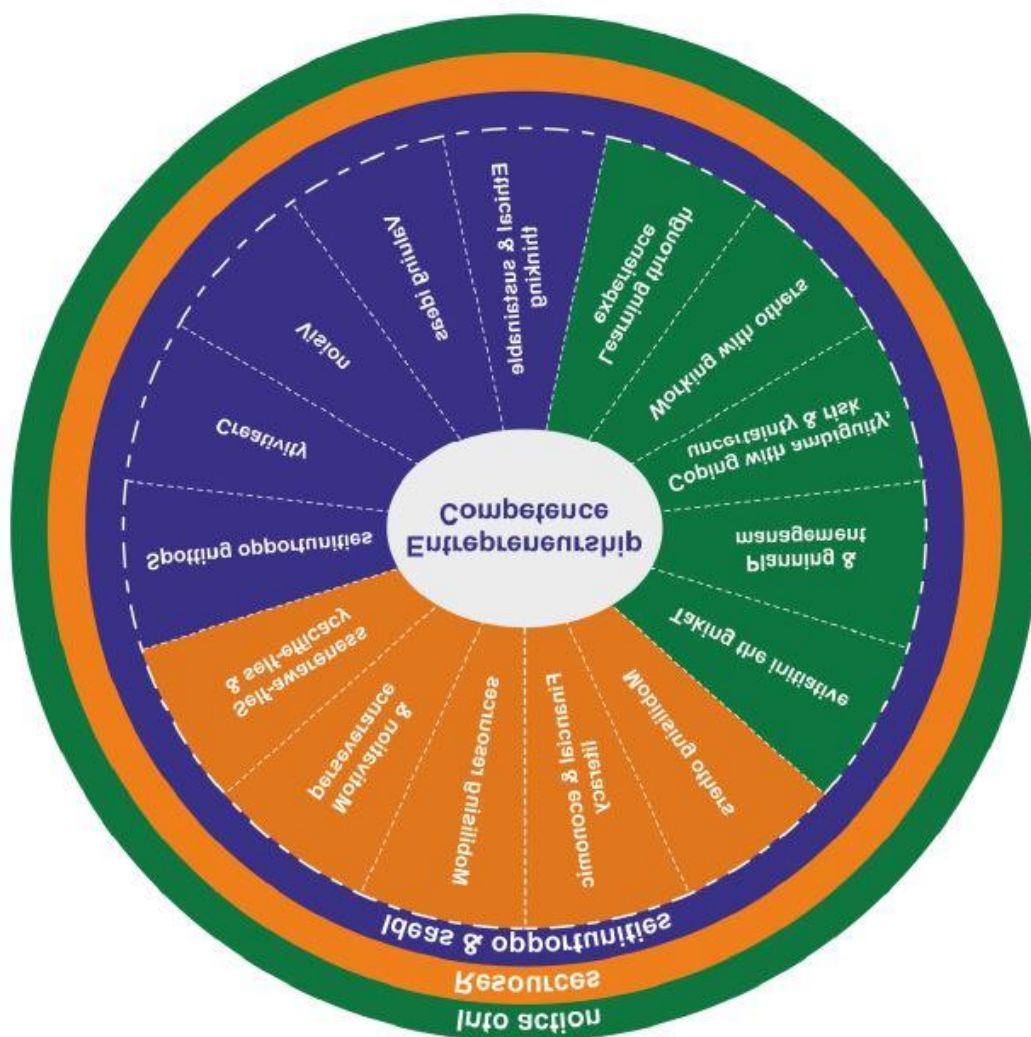 Into action
Resources
Ideas & opportunities
Self-awareness
& self-efficacy
Motivation &
perseverance
Mobilising resources
Financial & economic
literacy
Mobilising others
Spotting opportunities
Creativity
Vision
Valuing ideas
Ethical & sustainable
thinking
Learning through
experience
Working with others
Coping with ambiguity,
uncertainty & risk
Planning &
management
Taking the initiative
Entrepreneurship
Competence